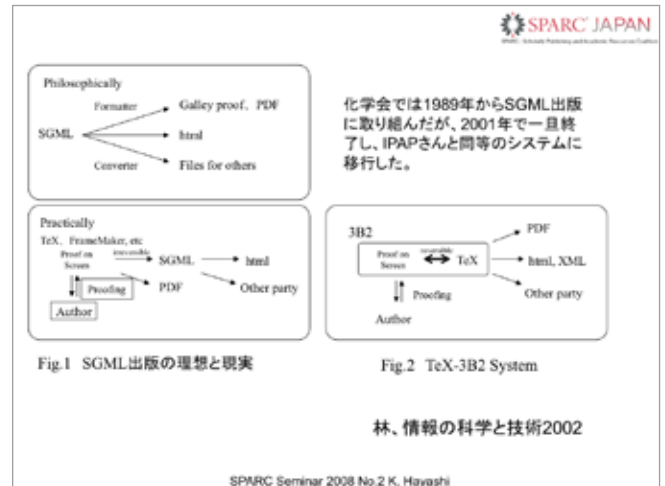 SPARC JAPAN
Philosophically
Formatter
Galley proof、PDF
SGML
html
Converter
Files for others
化学会では1989年からSGML出版
に取り組んだが、2001年で一旦終
了し、IPAPさんと同等のシステムに
移行した。
Practically
TeX、FrameMaker, etc
Proof on
Screen
irreversible
SGML
html
Proofing
PDF
Other party
Author
3B2
PDF
Proof on
Screen
reversible
TeX
html, XML
Proofing
Other party
Author
Fig.1 SGML出版の理想と現実
Fig.2 TeX-3B2 System
林、情報の科学と技術2002
SPARC Seminar 2008 No.2 K. Hayashi